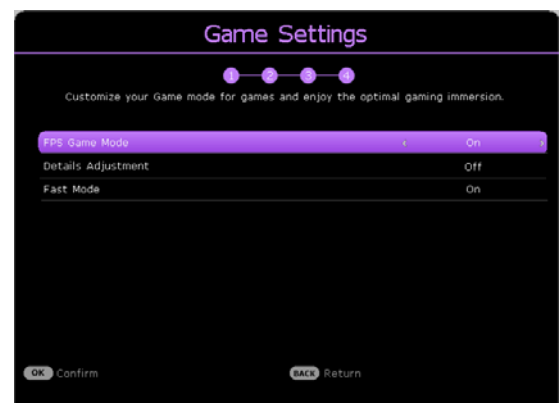 Game Settings
1 2 3 4
Customize your Game mode for games and enjoy the optimal gaming immersion.
FPS Game Mode On
Details Adjustment Off
Fast Mode On
OK Confirm BACK Return